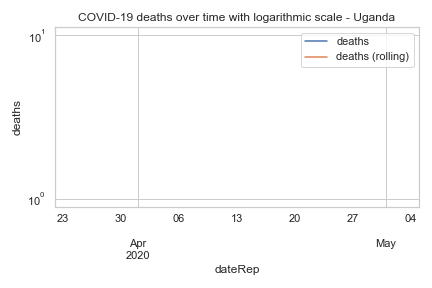 COVID-19 deaths over time with logarithmic scale - Uganda
deaths
deaths (rolling)
10¹
10⁰
deaths
23 30 06 13 20 27 04
Apr May
2020
dateRep